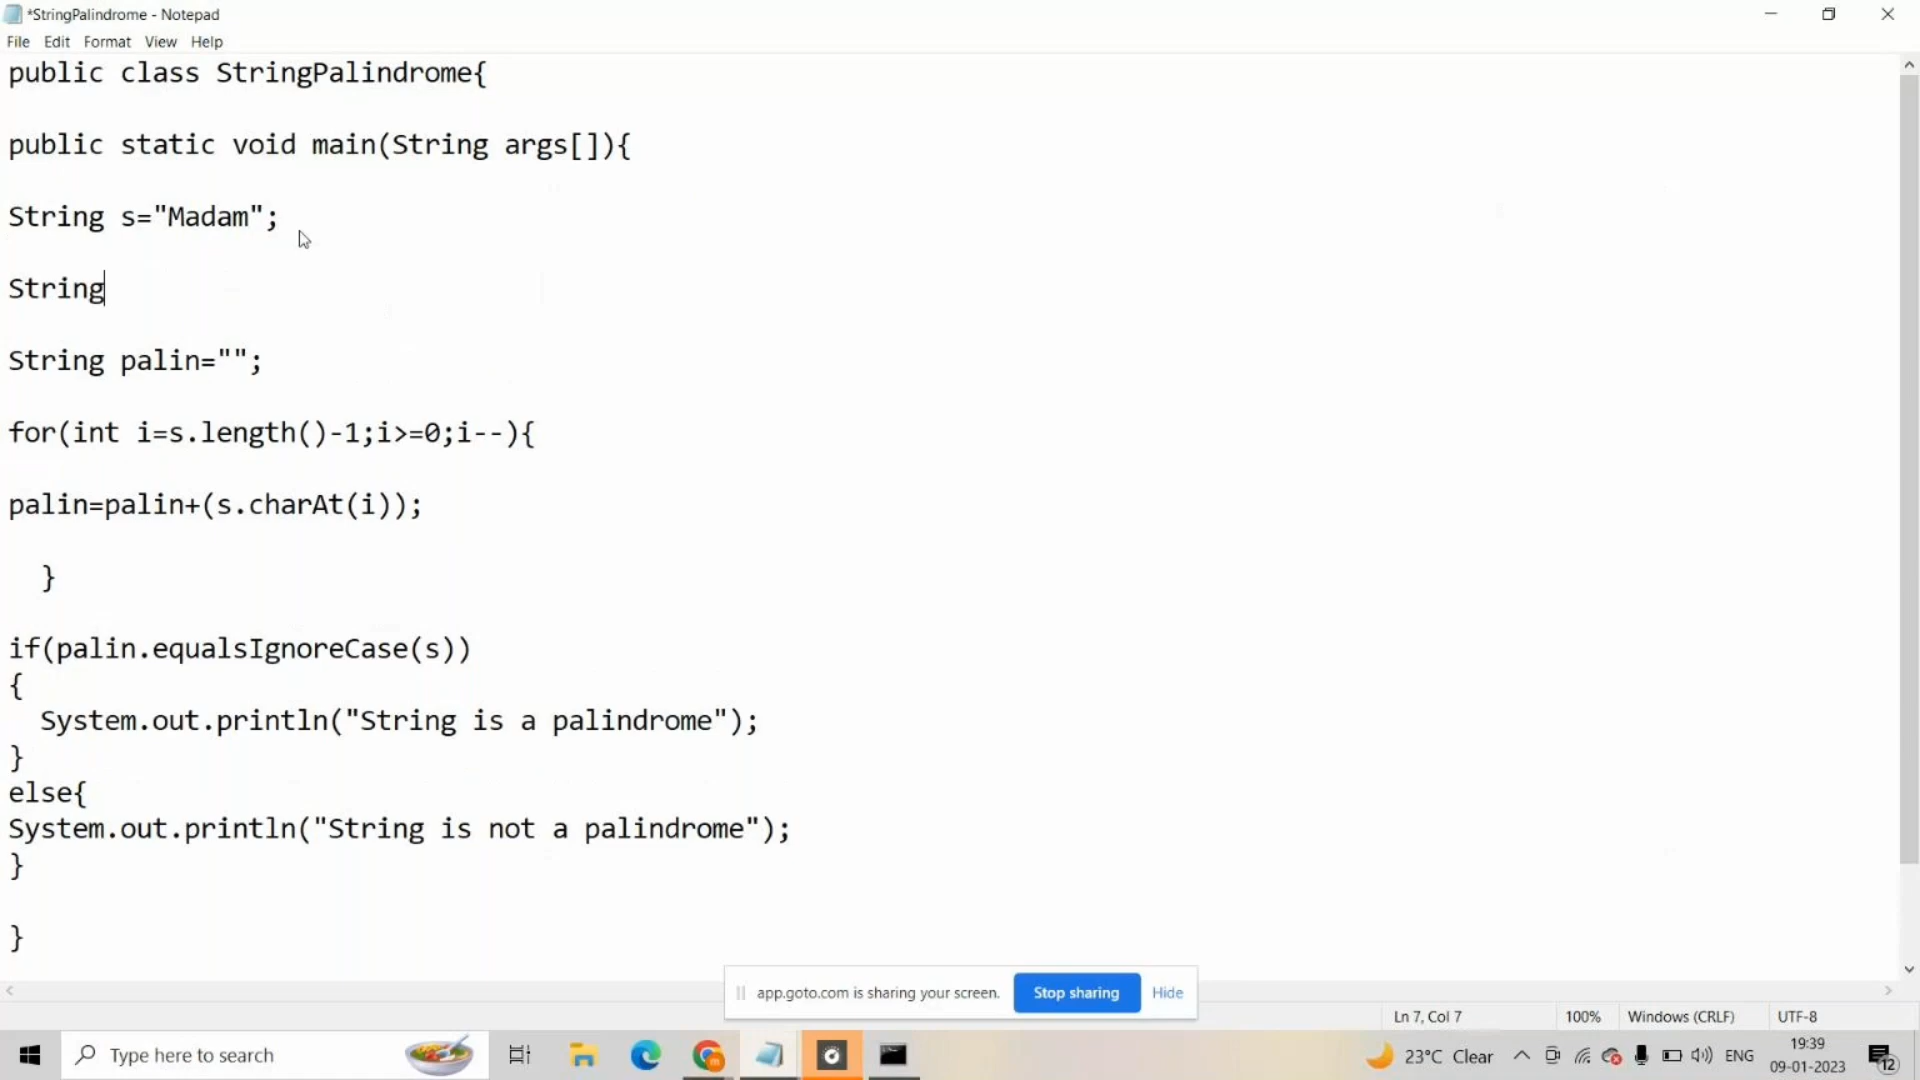 *StringPalindrome - Notepad
File Edit Format View Help
public class StringPalindrome{
public static void main(String args[]){
String s="Madam";
String
String palin="";
for(int i=s.length()-1;i>=0;i--){
palin=palin+(s.charAt(i));
}
if(palin.equalsIgnoreCase(s))
{
System.out.println("String is a palindrome");
}
else{
System.out.println("String is not a palindrome");
}
}
app.goto.com is sharing your screen. Stop sharing Hide
Ln 7, Col 7 100% Windows (CRLF) UTF-8
Type here to search 23°C Clear ENG 19:39
09-01-2023 12